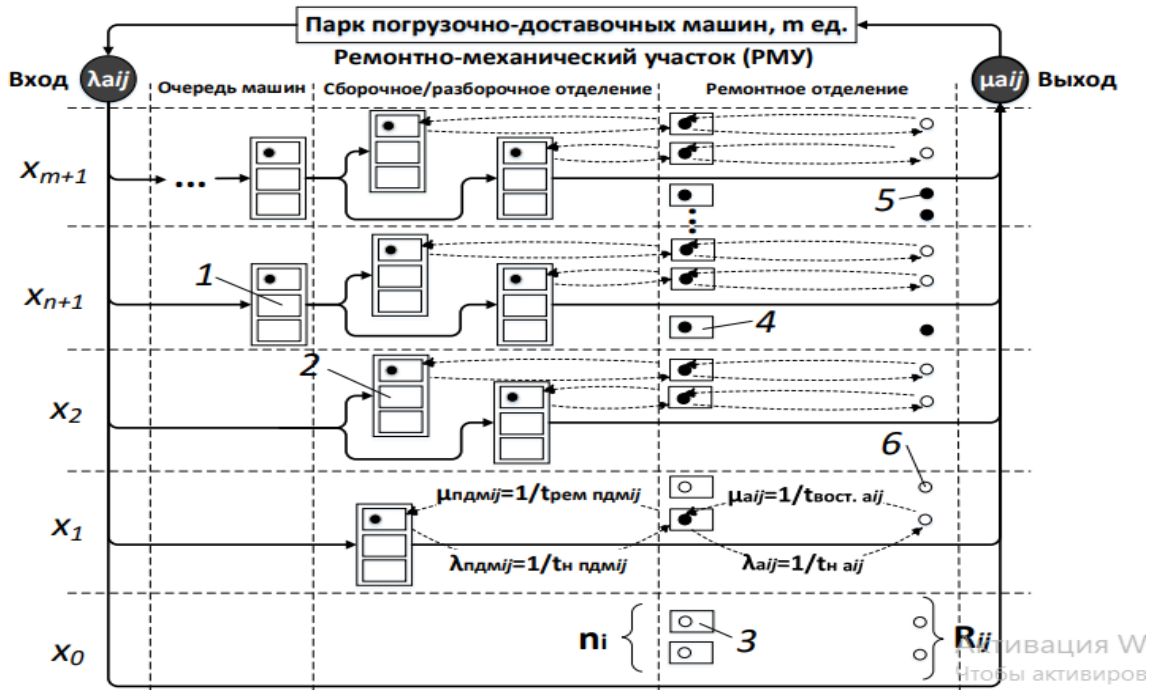 Парк погрузочно-доставочных машин, m ед.
Ремонтно-механический участок (РМУ)
Вход λaij
μaij Выход
Очередь машин Сборочное/разборочное отделение Ремонтное отделение
xm+1
...
5
...
xn+1
1
4
x2
2
6
x1
μпдмij=1/tрем пдмij μаij=1/tвост. aij
λпдмij=1/tн пдмij λaij=1/tн aij
x0
ni
3
Rij
Активация W
Чтобы активиров